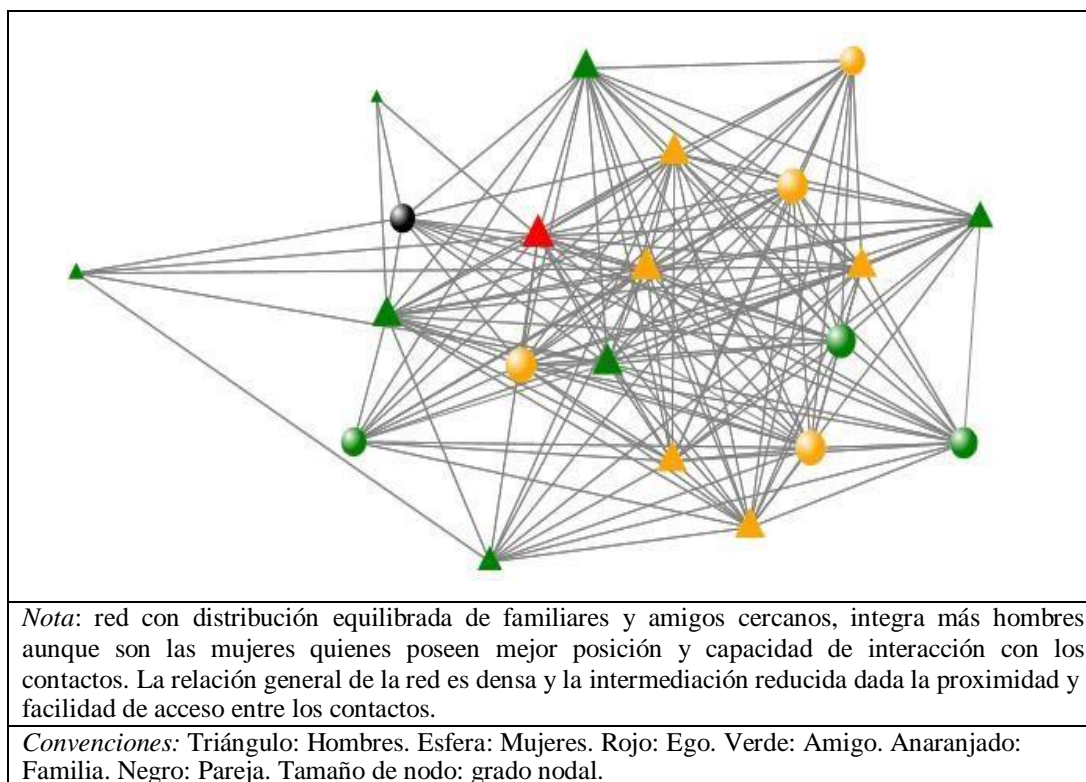 Nota: red con distribución equilibrada de familiares y amigos cercanos, integra más hombres
aunque son las mujeres quienes poseen mejor posición y capacidad de interacción con los
contactos. La relación general de la red es densa y la intermediación reducida dada la proximidad y
facilidad de acceso entre los contactos.
Convenciones: Triángulo: Hombres. Esfera: Mujeres. Rojo: Ego. Verde: Amigo. Anaranjado:
Familia. Negro: Pareja. Tamaño de nodo: grado nodal.